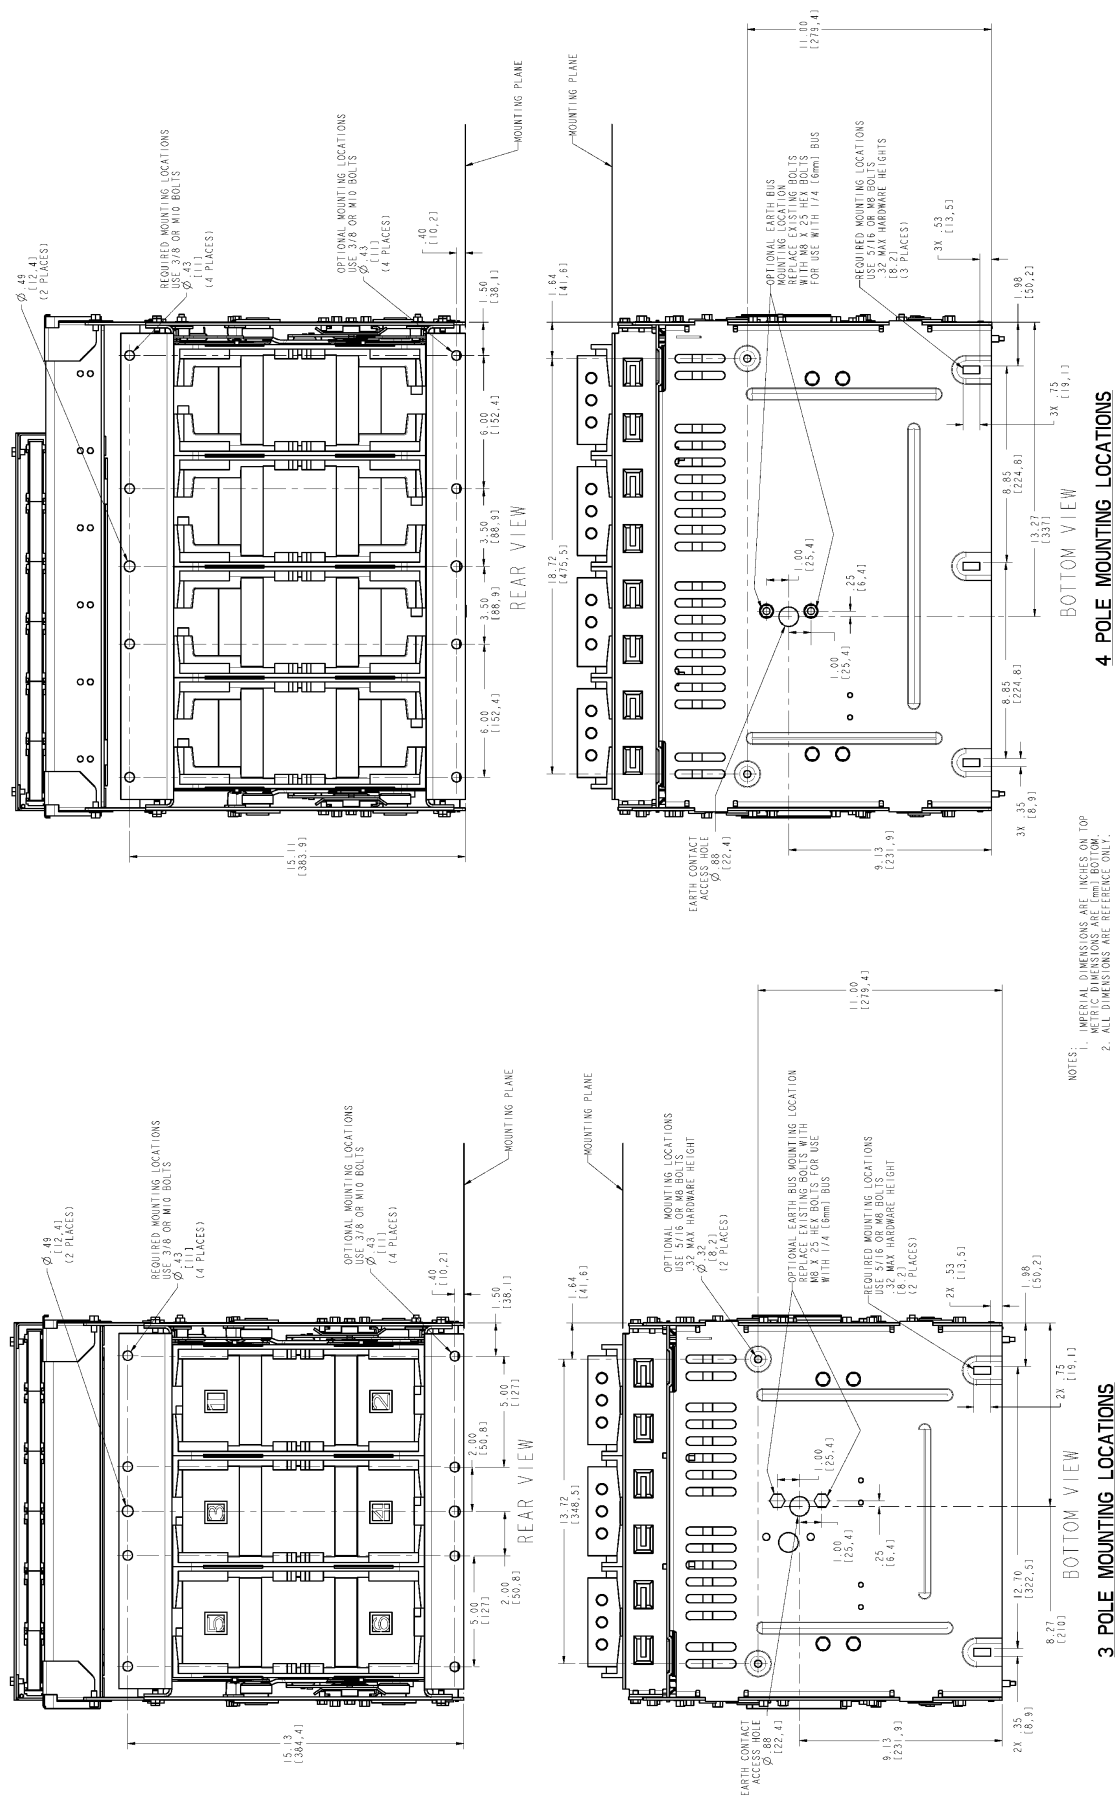 Ø .49
[12,4]
(2 PLACES)
REQUIRED MOUNTING LOCATIONS
USE 3/8 OR M10 BOLTS
Ø .43
[11]
(4 PLACES)
OPTIONAL MOUNTING LOCATIONS
USE 3/8 OR M10 BOLTS
Ø .43
[11]
(4 PLACES)
.40
[10,2]
MOUNTING PLANE
1.50
[38,1]
5.00
[127]
2.00
[50,8]
2.00
[50,8]
5.00
[127]
15.13
[384,4]
1
2
3
4
5
6
REAR VIEW
MOUNTING PLANE
1.64
[41,6]
13.72
[348,5]
OPTIONAL MOUNTING LOCATIONS
USE 5/16 OR M8 BOLTS
.32 MAX HARDWARE HEIGHT
Ø .32
[8,2]
(2 PLACES)
11.00
[279,4]
OPTIONAL EARTH BUS MOUNTING LOCATION
REPLACE EXISTING BOLTS WITH
M8 X 25 HEX BOLTS FOR USE
WITH 1/4 [6mm] BUS
REQUIRED MOUNTING LOCATIONS
USE 5/16 OR M8 BOLTS
.32 MAX HARDWARE HEIGHT
[8.2]
(2 PLACES)
2X .53
[13,5]
1.98
[50,2]
2X .75
[19,1]
1.00
[25,4]
1.00
[25,4]
.25
[6,4]
12.70
[322,5]
8.27
[210]
2X .35
[8,9]
9.13
[231,9]
EARTH CONTACT
ACCESS HOLE
Ø .88
[22,4]
BOTTOM VIEW
3 POLE MOUNTING LOCATIONS
Ø .49
[12,4]
(2 PLACES)
REQUIRED MOUNTING LOCATIONS
USE 3/8 OR M10 BOLTS
Ø .43
[11]
(4 PLACES)
OPTIONAL MOUNTING LOCATIONS
USE 3/8 OR M10 BOLTS
Ø .43
[11]
(4 PLACES)
.40
[10,2]
MOUNTING PLANE
1.50
[38,1]
6.00
[152,4]
3.50
[88,9]
3.50
[88,9]
6.00
[152,4]
15.11
[383,9]
REAR VIEW
MOUNTING PLANE
1.64
[41,6]
18.72
[475,5]
11.00
[279,4]
OPTIONAL EARTH BUS
MOUNTING LOCATION
REPLACE EXISTING BOLTS
WITH M8 X 25 HEX BOLTS
FOR USE WITH 1/4 [6mm] BUS
REQUIRED MOUNTING LOCATIONS
USE 5/16 OR M8 BOLTS
.32 MAX HARDWARE HEIGHTS
[8.2]
(3 PLACES)
3X .53
[13,5]
1.98
[50,2]
3X .75
[19,1]
1.00
[25,4]
.25
[6,4]
1.00
[25,4]
8.85
[224,8]
13.27
[337]
8.85
[224,8]
3X .35
[8,9]
9.13
[231,9]
EARTH CONTACT
ACCESS HOLE
Ø .88
[22,4]
BOTTOM VIEW
4 POLE MOUNTING LOCATIONS
NOTES:
1. IMPERIAL DIMENSIONS ARE INCHES ON TOP
METRIC DIMENSIONS ARE [mm] BOTTOM.
2. ALL DIMENSIONS ARE REFERENCE ONLY.